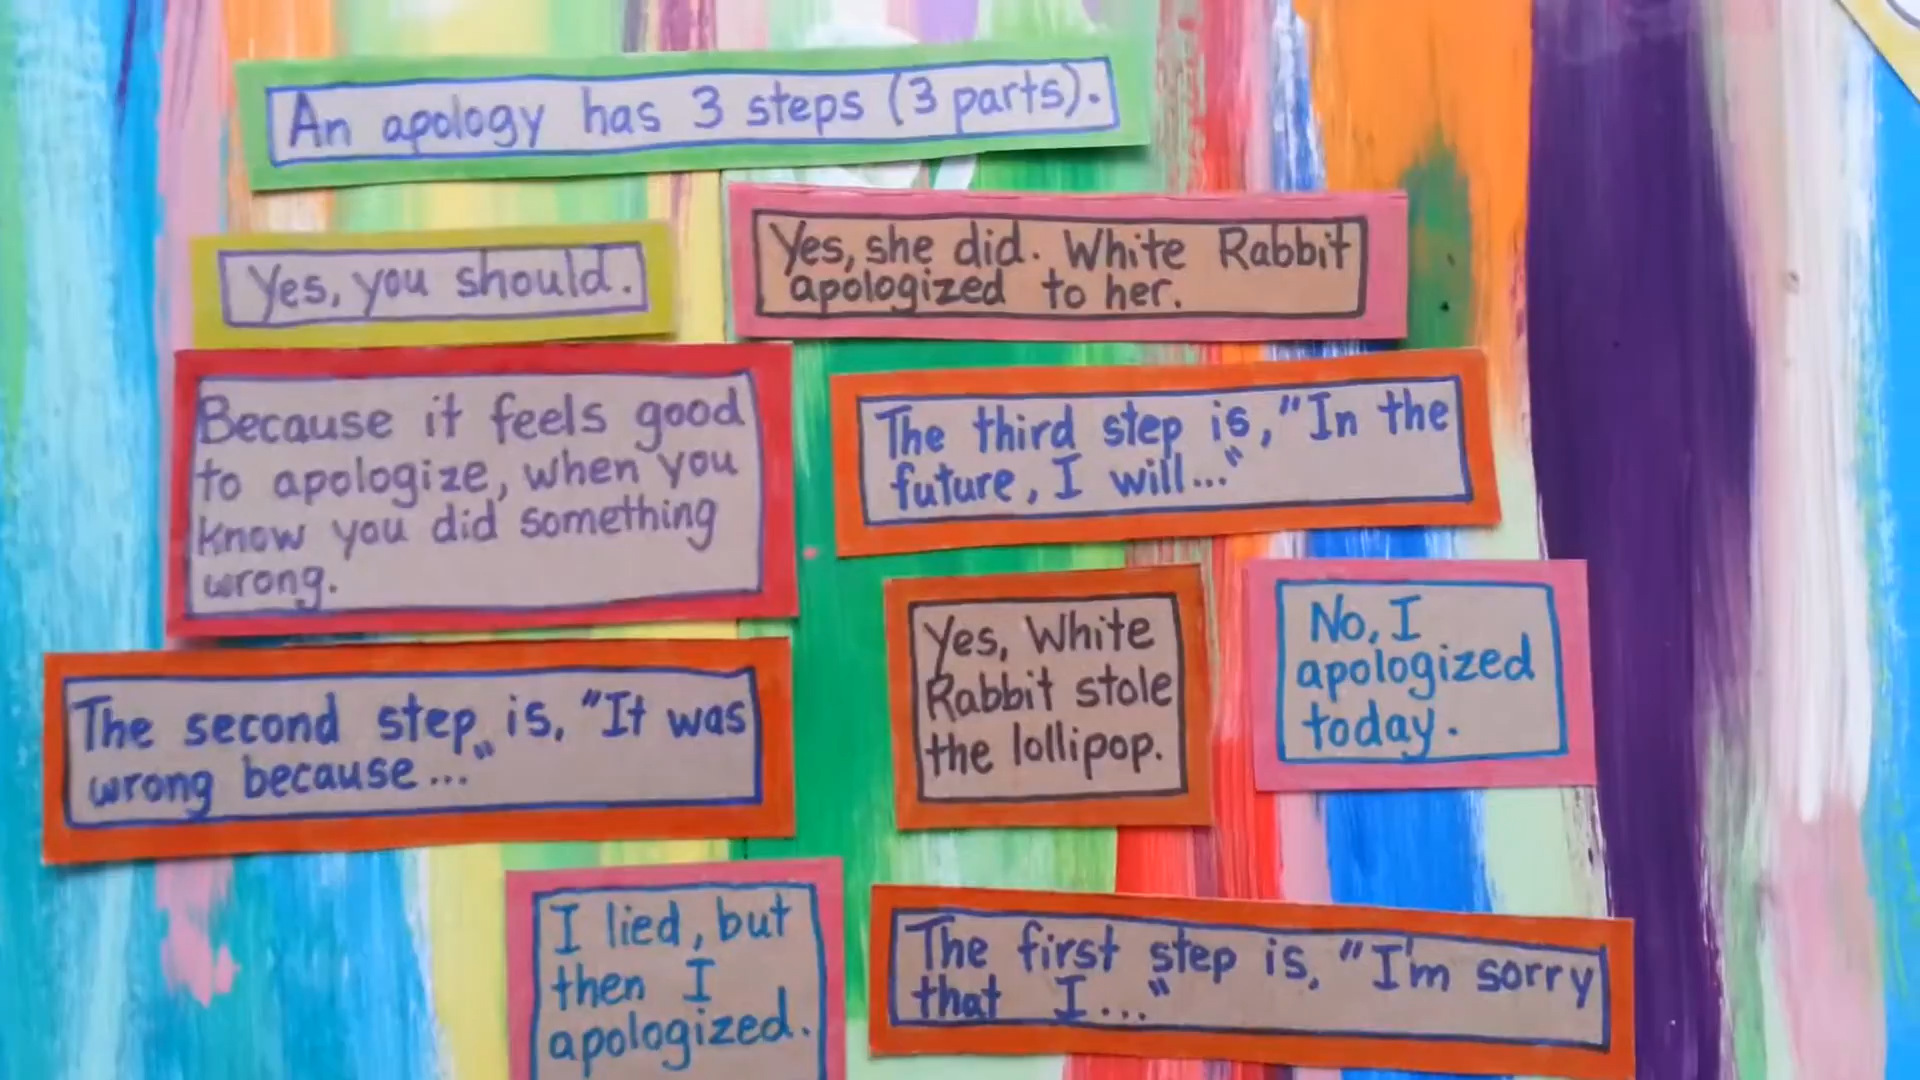 An apology has 3 steps (3 parts).
Yes, you should.
Yes, she did. White Rabbit
apologized to her.
Because it feels good
to apologize, when you
know you did something
wrong.
The third step is, "In the
future, I will..."
The second step is, "It was
wrong because..."
Yes, White
Rabbit stole
the lollipop.
No, I
apologized
today.
I lied, but
then I
apologized.
The first step is, "I'm sorry
that I..."